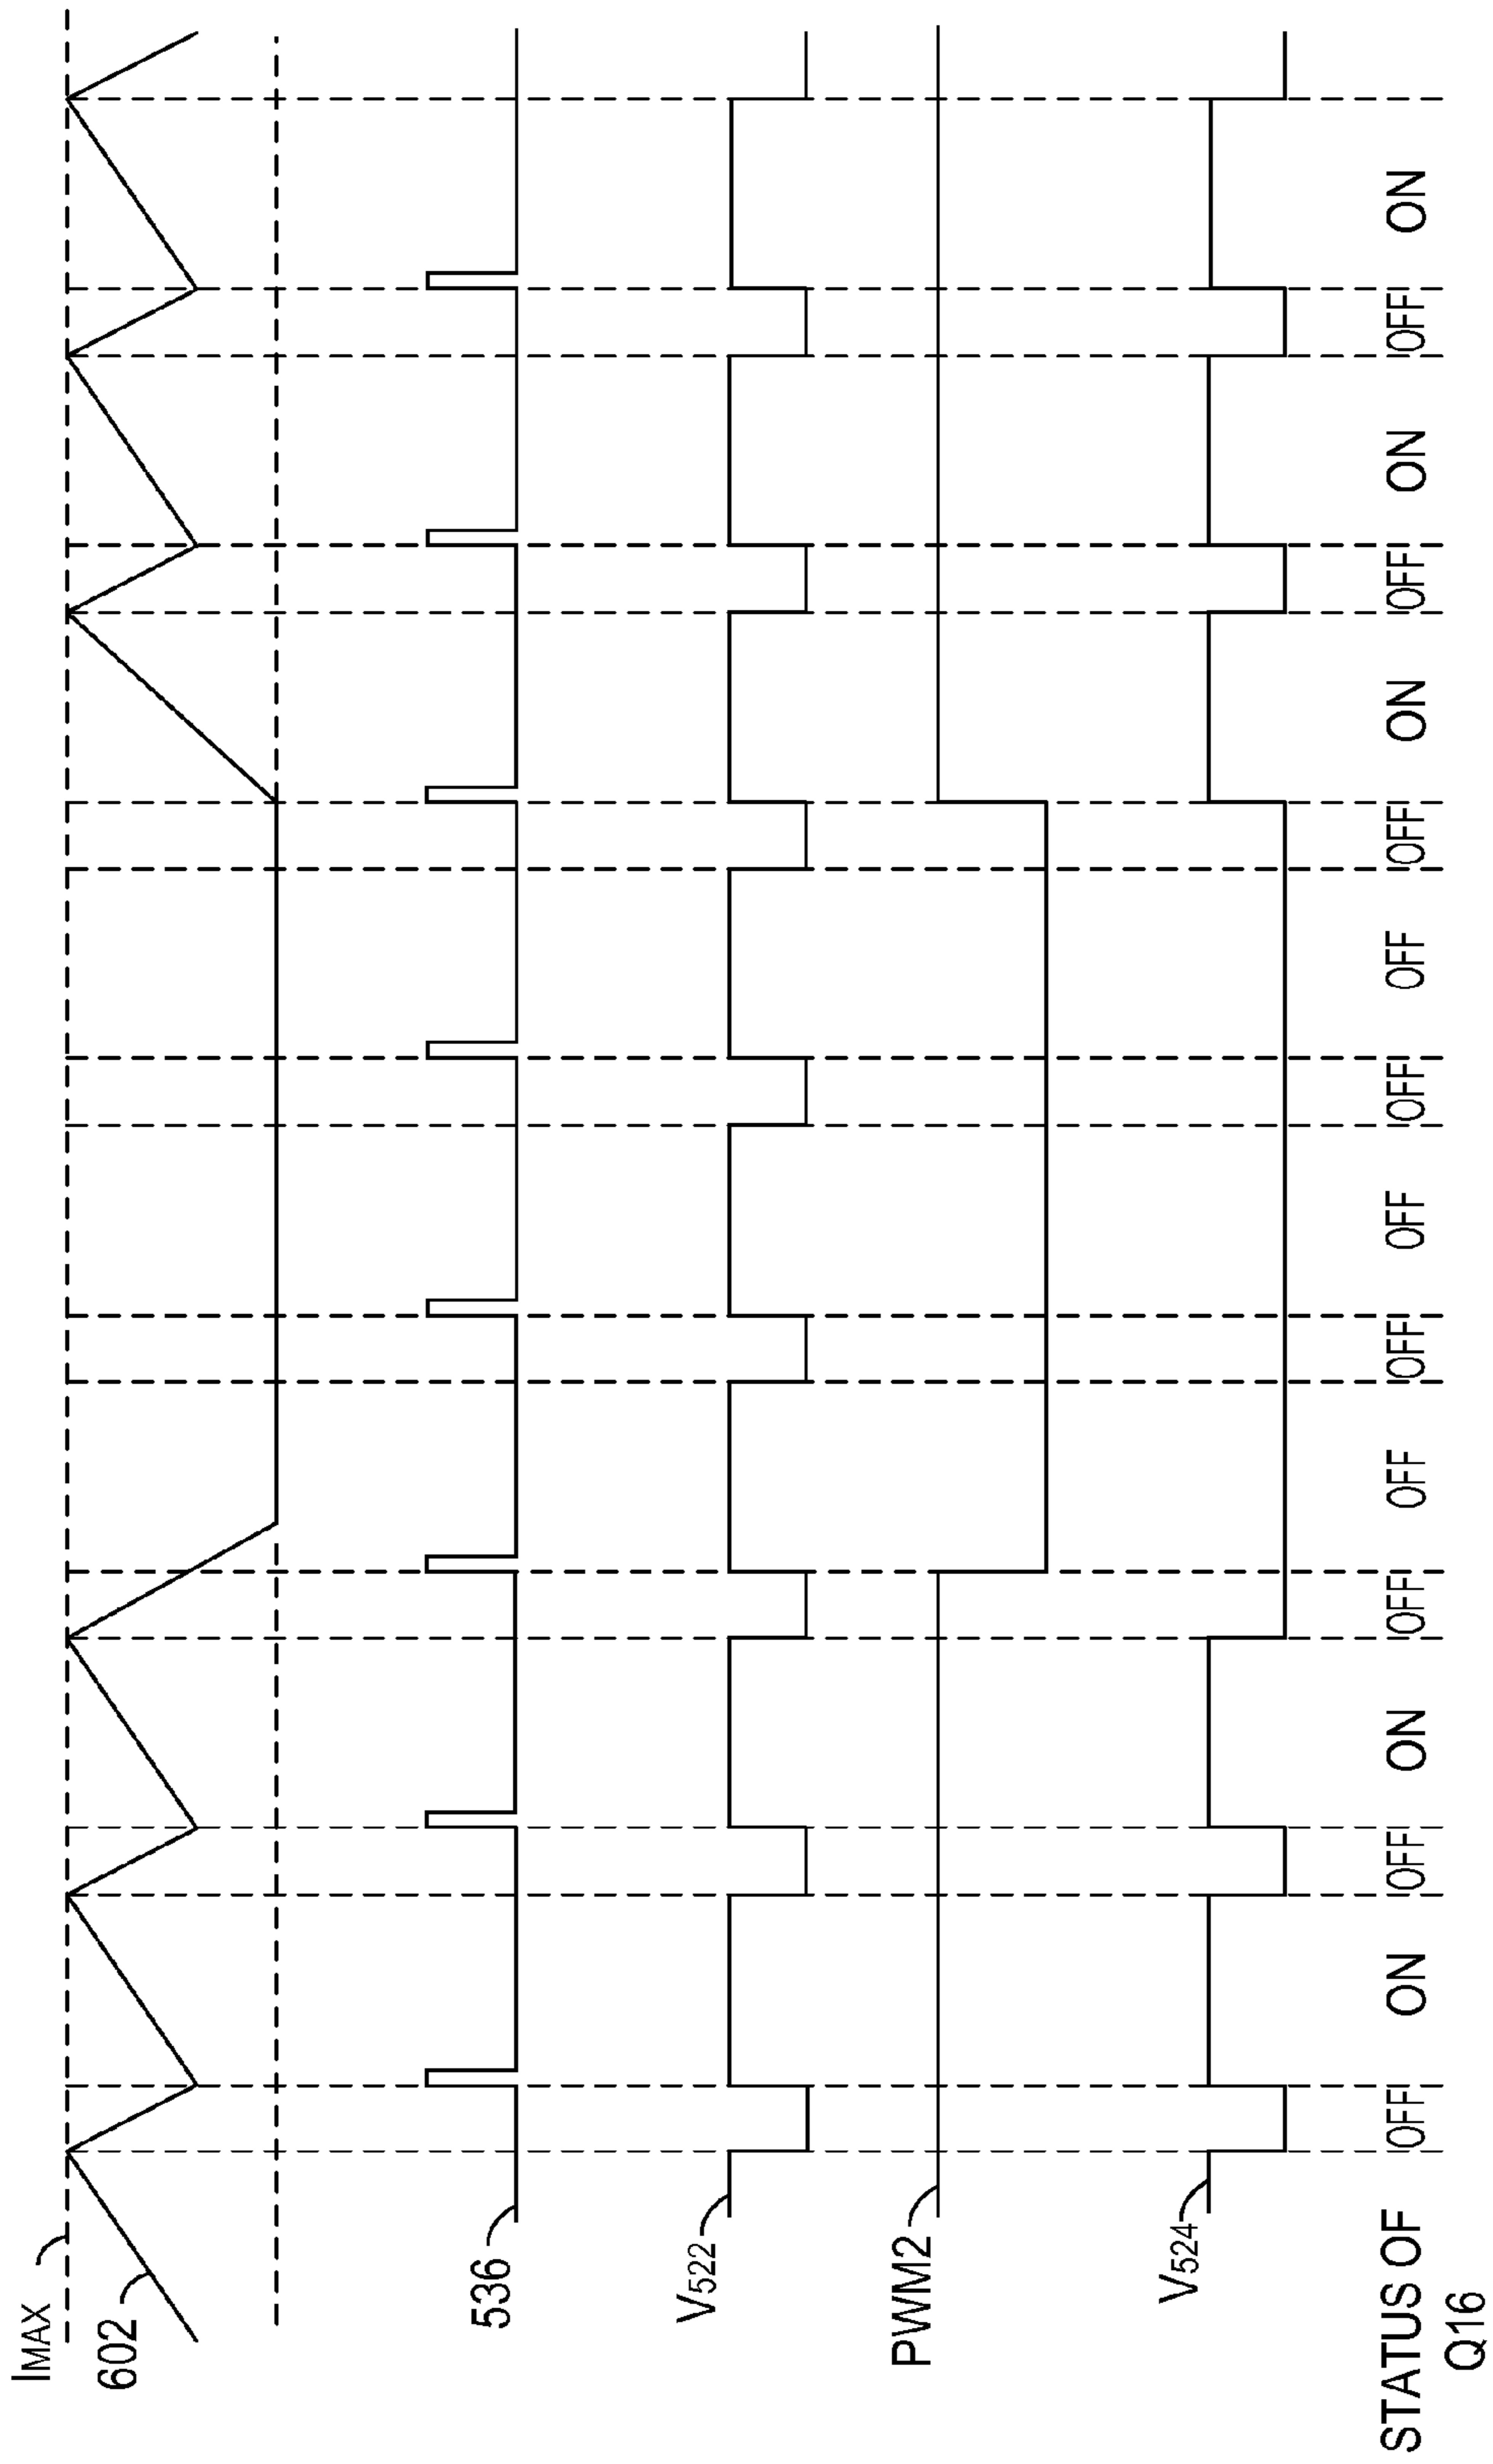 IMAX
602
536
V522
PWM2
V524
STATUS OF OFF ON OFF ON OFF OFF OFF OFF OFF OFF OFF ON OFF ON OFF ON
Q16